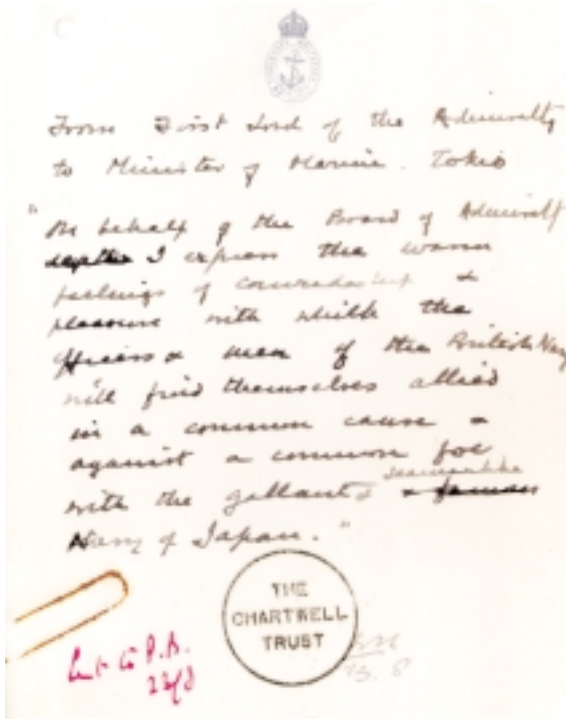 From First Lord of the Admiralty
to Minister of Marine. Tokio
"On behalf of the Board of Admiralty
I express the warm
feelings of comradeship &
pleasure with which the
officers & men of the British Navy
will find themselves allied
in a common cause &
against a common foe
seamanlike
with the gallant &
Navy of Japan."
THE
CHARTWELL
TRUST
15. 8